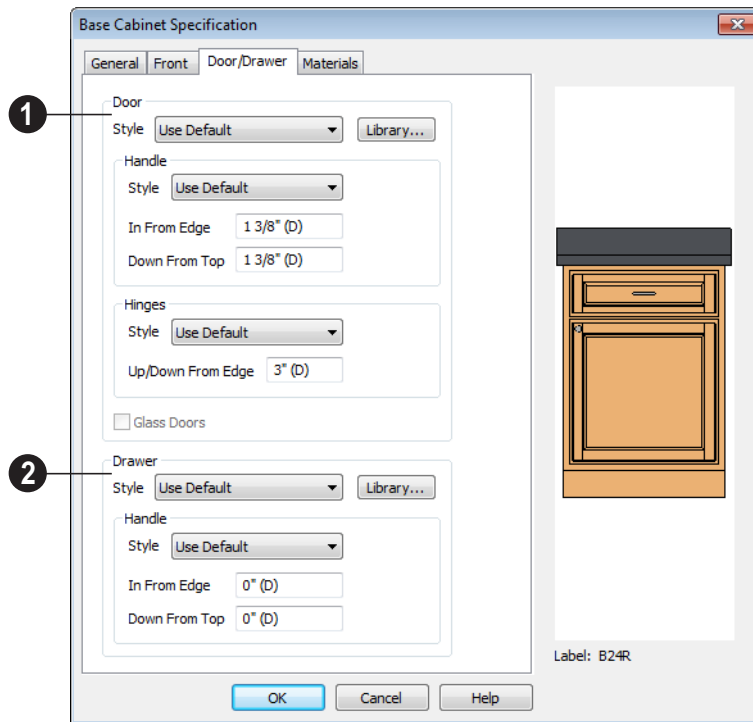 Base Cabinet Specification
General Front Door/Drawer Materials
1
Door
Style Use Default Library...
Handle
Style Use Default
In From Edge 1 3/8" (D)
Down From Top 1 3/8" (D)
Hinges
Style Use Default
Up/Down From Edge 3" (D)
Glass Doors
2
Drawer
Style Use Default Library...
Handle
Style Use Default
In From Edge 0" (D)
Down From Top 0" (D)
Label: B24R
OK Cancel Help